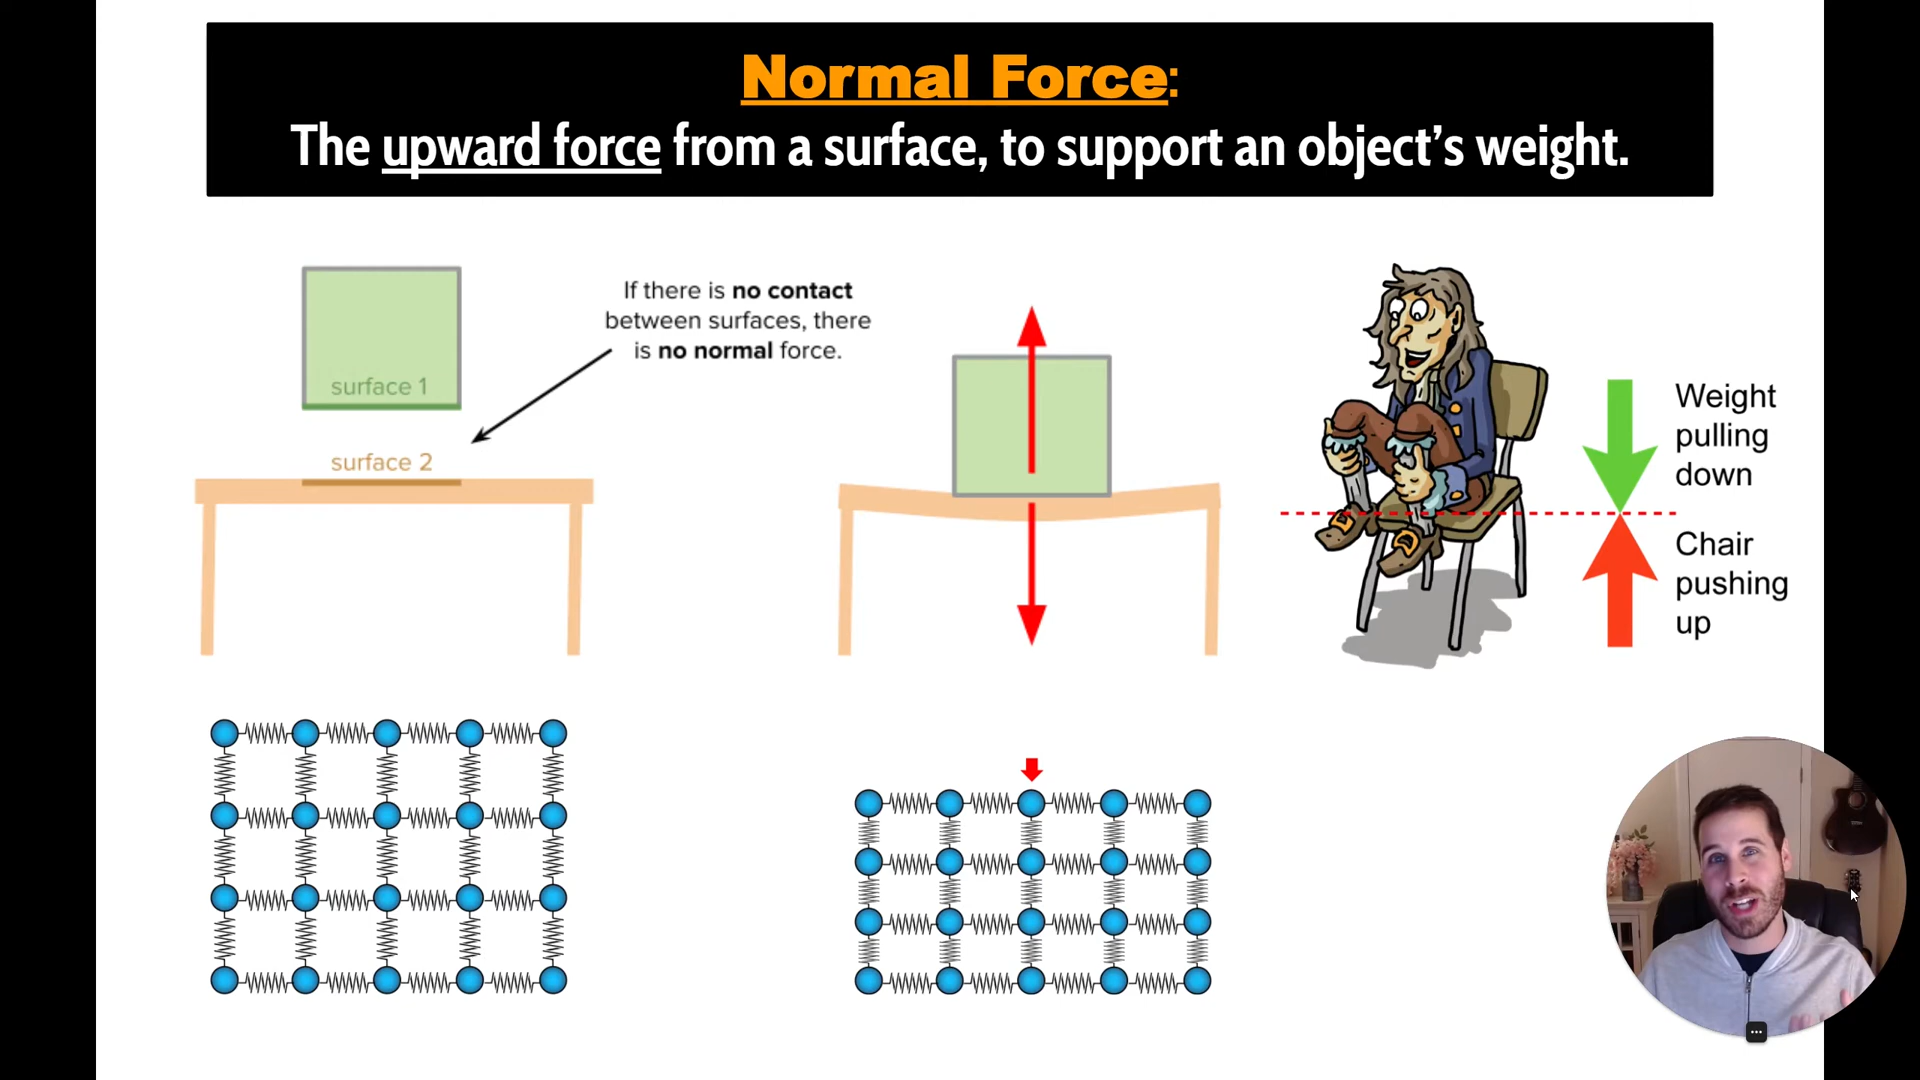 Normal Force:
The upward force from a surface, to support an object’s weight.
If there is no contact
between surfaces, there
is no normal force.
surface 1
surface 2
Weight
pulling
down
Chair
pushing
up